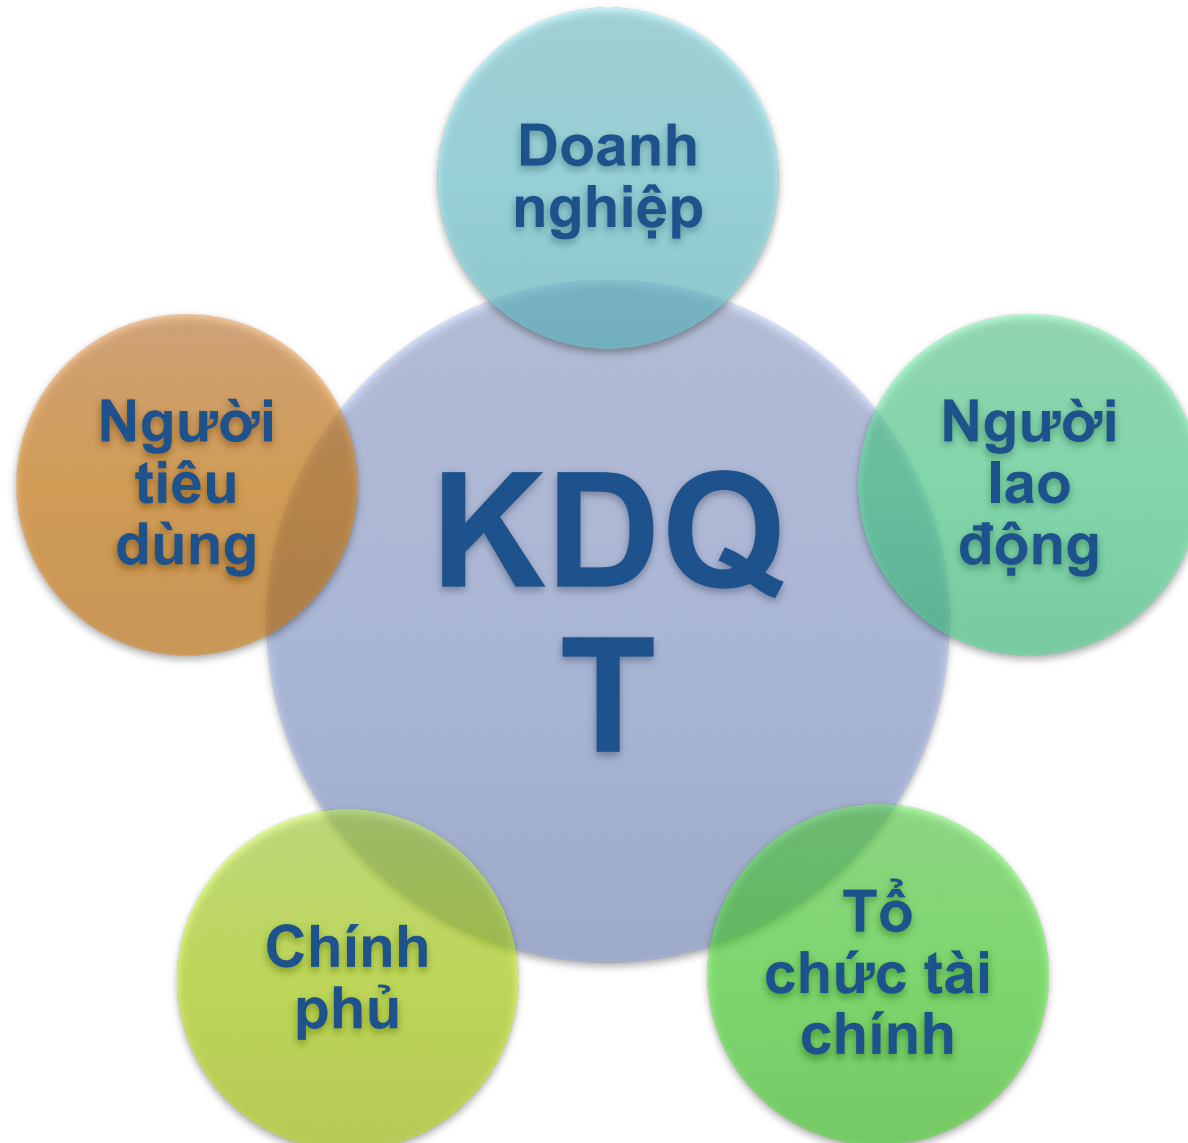 Doanh
nghiệp
Người
tiêu
dùng
KDQ
T
Người
lao
động
Chính
phủ
Tổ
chức tài
chính